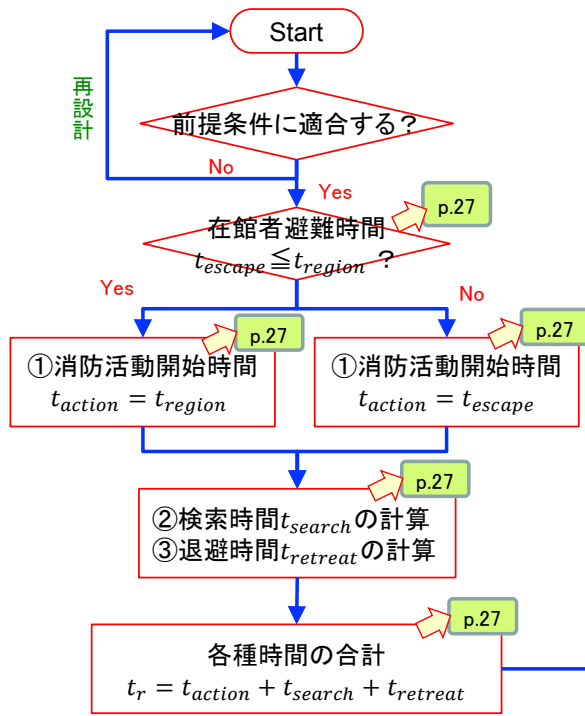 Start
再設計
前提条件に適合する？
No
Yes
p.27
在館者避難時間
t_escape≦t_region？
Yes
No
p.27
p.27
①消防活動開始時間
t_action = t_region
①消防活動開始時間
t_action = t_escape
p.27
②検索時間t_searchの計算
③退避時間t_retreatの計算
p.27
各種時間の合計
t_r = t_action + t_search + t_retreat